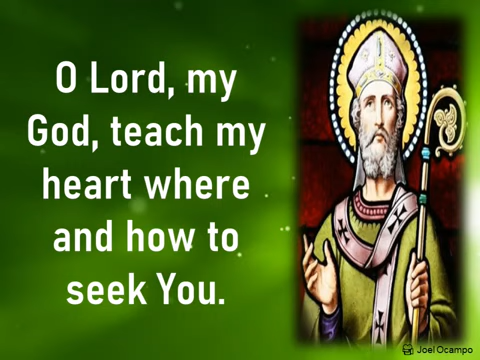 O Lord, my
God, teach my
heart where
and how to
seek You.
Joel Ocampo